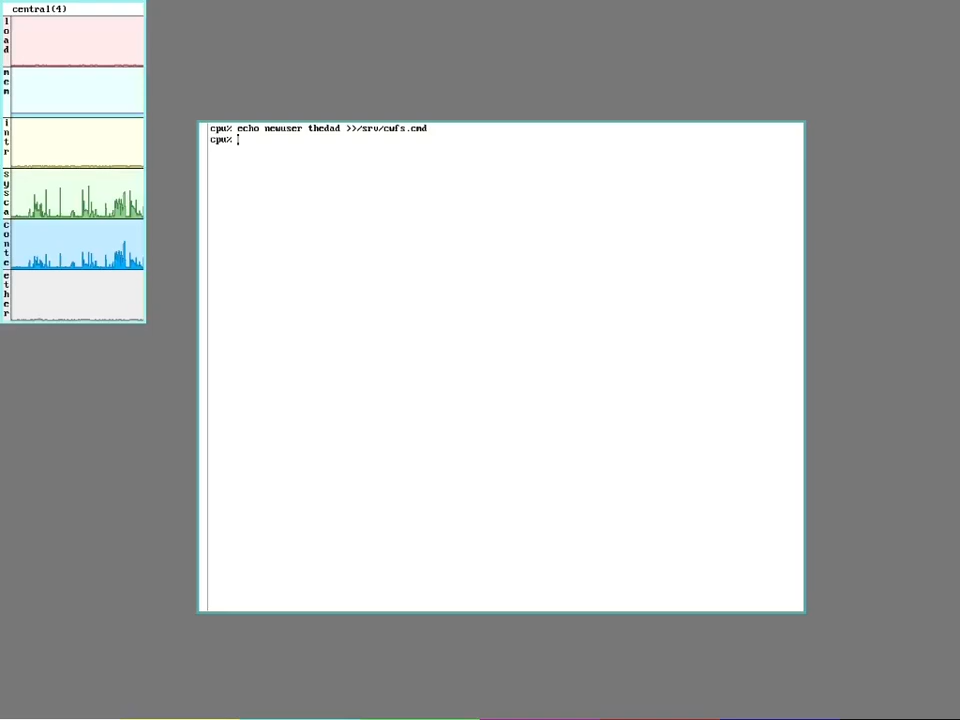 central(4)
load
mem
intr
sysca
conte
ether
cpu% echo newuser thedad >>/srv/cwfs.cmd
cpu%